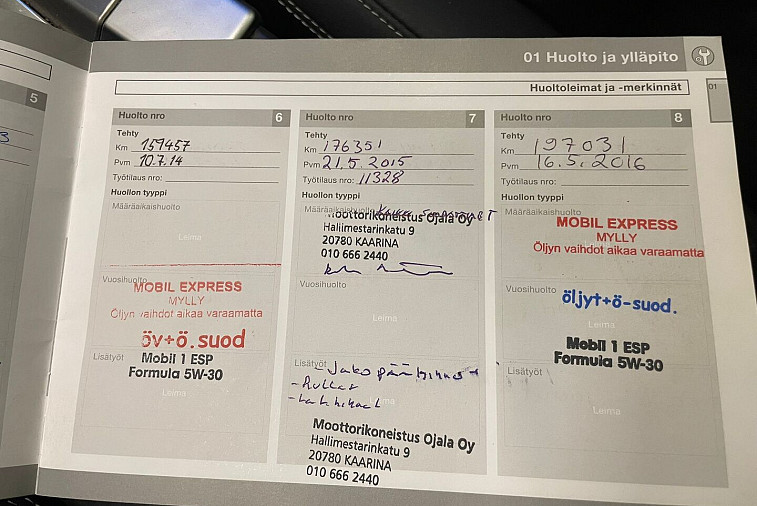 01 Huolto ja ylläpito
Huoltoleimat ja -merkinnät
01
5
3
Huolto nro 6
Tehty
Km 159457
Pvm 10.7.14
Työtilaus nro:
Huollon tyyppi
Määräaikaishuolto
Leima
Vuosihuolto
MOBIL EXPRESS
MYLLY
Öljyn vaihdot aikaa varaamatta
öv+ö.suod
Lisätyöt
Mobil 1 ESP
Formula 5W-30
Leima
Huolto nro 7
Tehty
Km 176351
Pvm 21.5.2015
Työtilaus nro: 11328
Huollon tyyppi
Määräaikaishuolto
Moottorikoneistus Ojala Oy
Hallimestarinkatu 9
20780 KAARINA
010 666 2440
Vuosihuolto
Leima
Lisätyöt
- Jakopää
- Rullat
Moottorikoneistus Ojala Oy
Hallimestarinkatu 9
20780 KAARINA
010 666 2440
Huolto nro 8
Tehty
Km 197031
Pvm 16.5.2016
Työtilaus nro:
Huollon tyyppi
Määräaikaishuolto
MOBIL EXPRESS
MYLLY
Öljyn vaihdot aikaa varaamatta
Vuosihuolto
öljyt+ö-suod.
Leima
Mobil 1 ESP
Formula 5W-30
Lisätyöt
Leima